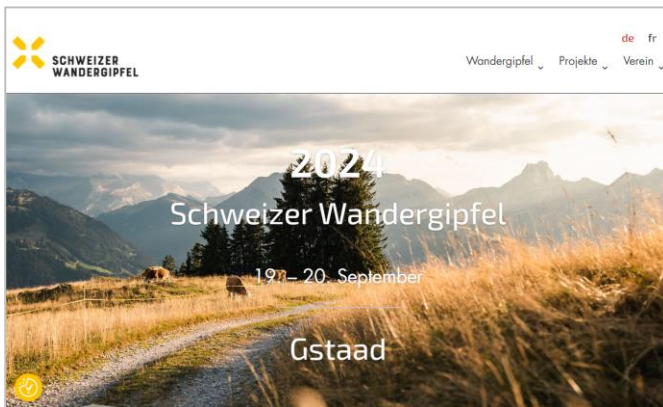 de fr
SCHWEIZER
WANDERGIPFEL
Wandergipfel Projekte Verein
2024
Schweizer Wandergipfel
19. – 20. September
Gstaad